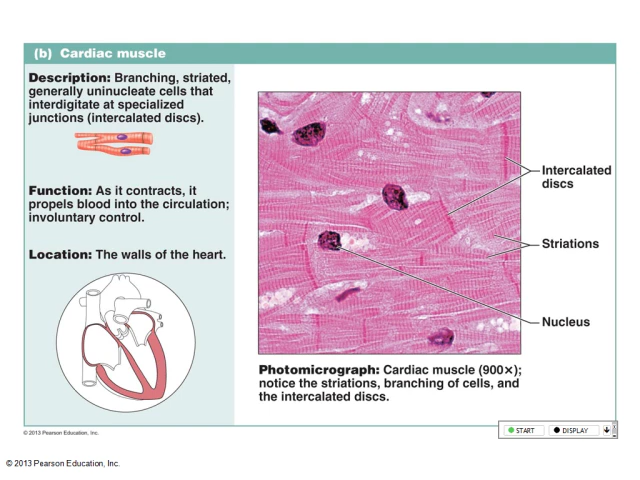 (b) Cardiac muscle
Description: Branching, striated,
generally uninucleate cells that
interdigitate at specialized
junctions (intercalated discs).
Function: As it contracts, it
propels blood into the circulation;
involuntary control.
Location: The walls of the heart.
Intercalated
discs
Striations
Nucleus
Photomicrograph: Cardiac muscle (900×);
notice the striations, branching of cells, and
the intercalated discs.
© 2013 Pearson Education, Inc.
START DISPLAY
© 2013 Pearson Education, Inc.